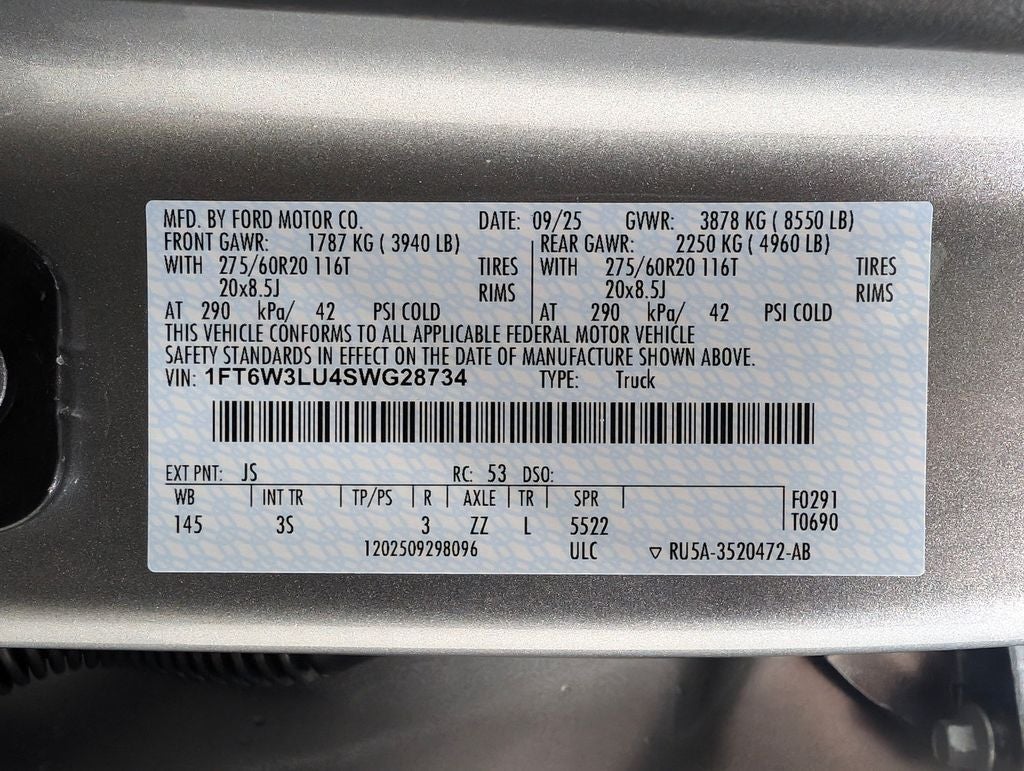 MFD. BY FORD MOTOR CO. DATE: 09/25 GVWR: 3878 KG ( 8550 LB)
FRONT GAWR: 1787 KG ( 3940 LB) REAR GAWR: 2250 KG ( 4960 LB)
WITH 275/60R20 116T TIRES WITH 275/60R20 116T TIRES
20x8.5J RIMS 20x8.5J RIMS
AT 290 kPa/ 42 PSI COLD AT 290 kPa/ 42 PSI COLD
THIS VEHICLE CONFORMS TO ALL APPLICABLE FEDERAL MOTOR VEHICLE
SAFETY STANDARDS IN EFFECT ON THE DATE OF MANUFACTURE SHOWN ABOVE.
VIN: 1FT6W3LU4SWG28734 TYPE: Truck
EXT PNT: JS RC: 53 DSO:
WB INT TR TP/PS R AXLE TR SPR F0291
145 3S 3 ZZ L 5522 T0690
1202509298096 ULC ▽ RU5A-3520472-AB